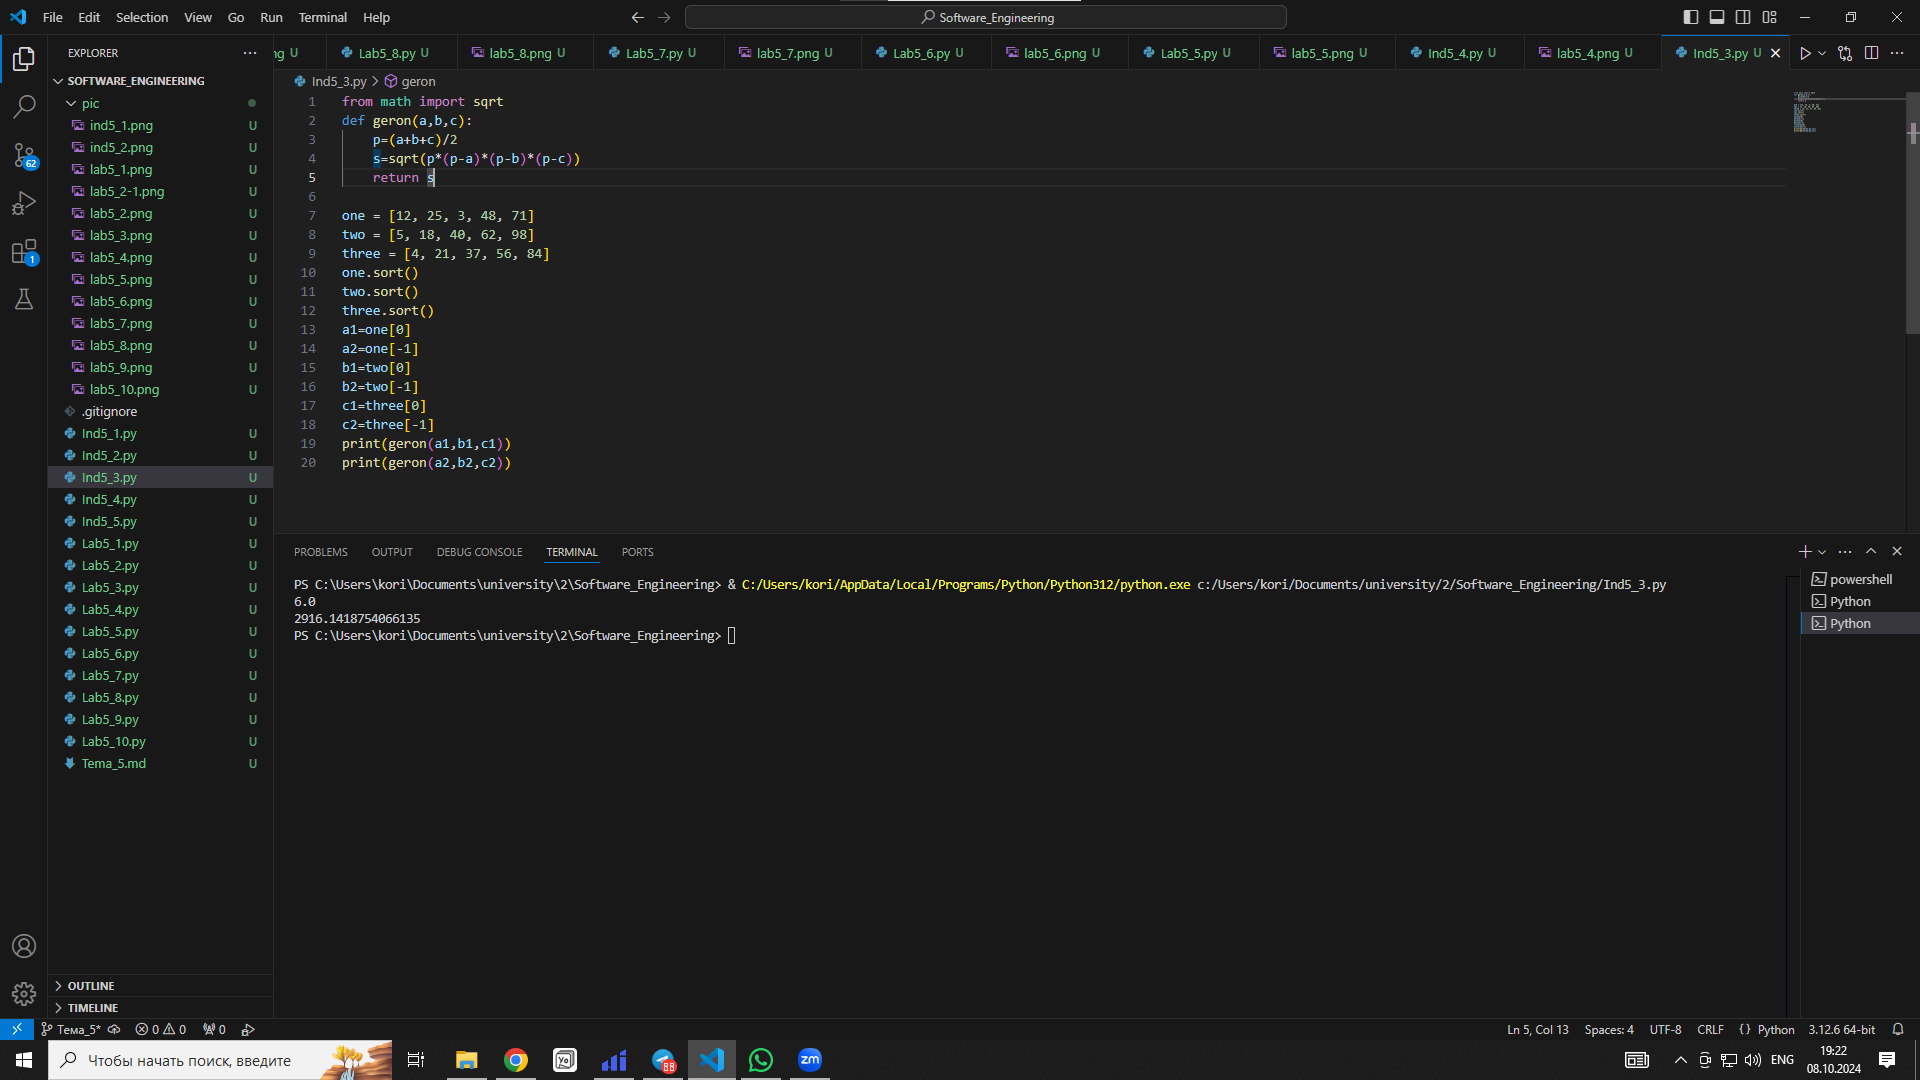 File Edit Selection View Go Run Terminal Help
Software_Engineering
EXPLORER
ng U Lab5_8.py U lab5_8.png U Lab5_7.py U lab5_7.png U Lab5_6.py U lab5_6.png U Lab5_5.py U lab5_5.png U Ind5_4.py U lab5_4.png U Ind5_3.py U
Ind5_3.py > geron
SOFTWARE_ENGINEERING
pic
ind5_1.png U
ind5_2.png U
lab5_1.png U
lab5_2-1.png U
lab5_2.png U
lab5_3.png U
lab5_4.png U
lab5_5.png U
lab5_6.png U
lab5_7.png U
lab5_8.png U
lab5_9.png U
lab5_10.png U
.gitignore
Ind5_1.py U
Ind5_2.py U
Ind5_3.py U
Ind5_4.py U
Ind5_5.py U
Lab5_1.py U
Lab5_2.py U
Lab5_3.py U
Lab5_4.py U
Lab5_5.py U
Lab5_6.py U
Lab5_7.py U
Lab5_8.py U
Lab5_9.py U
Lab5_10.py U
Tema_5.md U
OUTLINE
TIMELINE
62
1
1 from math import sqrt
2 def geron(a,b,c):
3 p=(a+b+c)/2
4 s=sqrt(p*(p-a)*(p-b)*(p-c))
5 return s
6
7 one = [12, 25, 3, 48, 71]
8 two = [5, 18, 40, 62, 98]
9 three = [4, 21, 37, 56, 84]
10 one.sort()
11 two.sort()
12 three.sort()
13 a1=one[0]
14 a2=one[-1]
15 b1=two[0]
16 b2=two[-1]
17 c1=three[0]
18 c2=three[-1]
19 print(geron(a1,b1,c1))
20 print(geron(a2,b2,c2))
PROBLEMS OUTPUT DEBUG CONSOLE TERMINAL PORTS
PS C:\Users\kori\Documents\university\2\Software_Engineering> & C:/Users/kori/AppData/Local/Programs/Python/Python312/python.exe c:/Users/kori/Documents/university/2/Software_Engineering/Ind5_3.py
6.0
2916.1418754066135
PS C:\Users\kori\Documents\university\2\Software_Engineering>
powershell
Python
Python
Тема_5* 0 0 0
Ln 5, Col 13 Spaces: 4 UTF-8 CRLF {} Python 3.12.6 64-bit
Чтобы начать поиск, введите
Yo
88
zm
ENG
19:22
08.10.2024